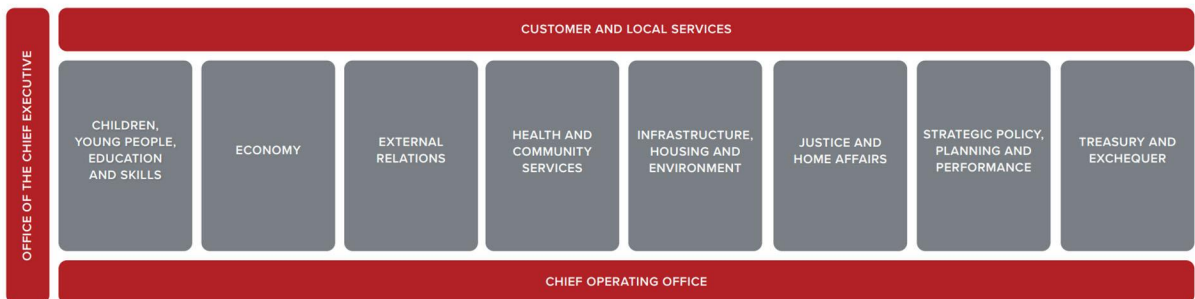 OFFICE OF THE CHIEF EXECUTIVE
CUSTOMER AND LOCAL SERVICES
CHILDREN,
YOUNG PEOPLE,
EDUCATION
AND SKILLS
ECONOMY
EXTERNAL
RELATIONS
HEALTH AND
COMMUNITY
SERVICES
INFRASTRUCTURE,
HOUSING AND
ENVIRONMENT
JUSTICE AND
HOME AFFAIRS
STRATEGIC POLICY,
PLANNING AND
PERFORMANCE
TREASURY AND
EXCHEQUER
CHIEF OPERATING OFFICE